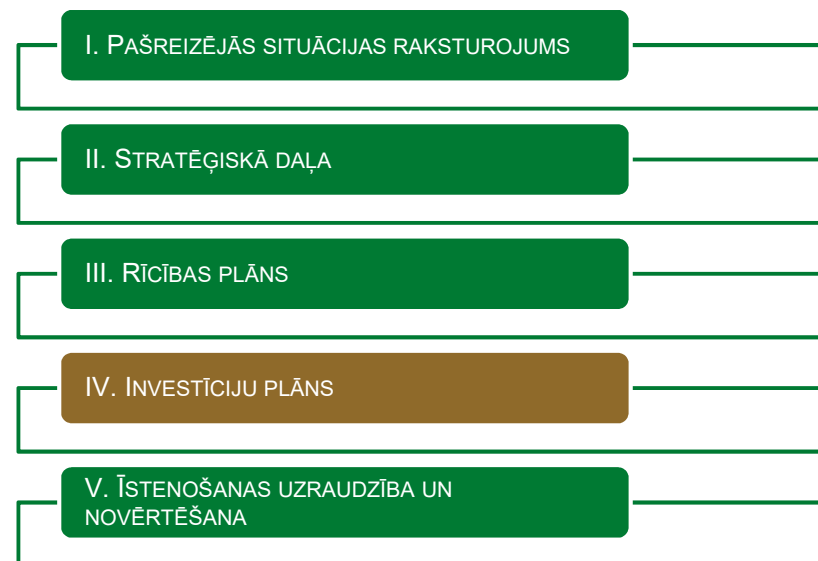 I. PAŠREIZĒJĀS SITUĀCIJAS RAKSTUROJUMS
II. STRATĒĢISKĀ DAĻA
III. RĪCĪBAS PLĀNS
IV. INVESTĪCIJU PLĀNS
V. ĪSTENOŠANAS UZRAUDZĪBA UN
NOVĒRTĒŠANA